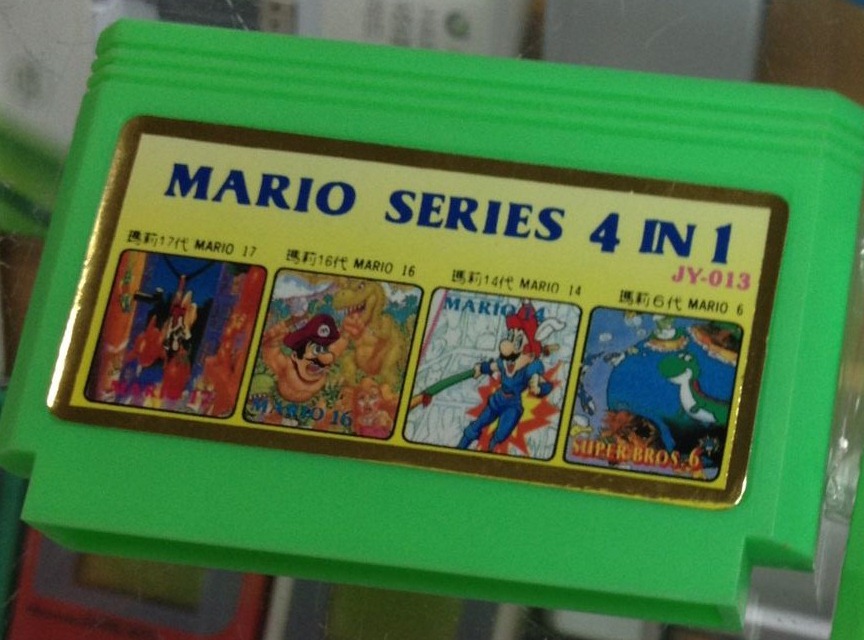 MARIO SERIES 4 IN 1
JY-013
瑪莉17代 MARIO 17
瑪莉16代 MARIO 16
瑪莉14代 MARIO 14
瑪莉6代 MARIO 6
MARIO 17
MARIO 16
MARIO 14
SUPER BROS. 6